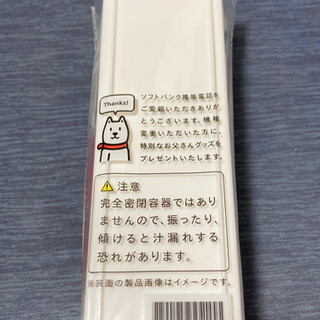 Thanks!
ソフトバンク携帯電話を
ご愛顧いただきありが
とうございます。機種
変更いただいた方に、
特別なお父さんグッズを
プレゼントいたします。
注意
完全密閉容器ではあり
ませんので、振ったり、
傾けると汁漏れする
恐れがあります。
※表面の製品画像はイメージです。